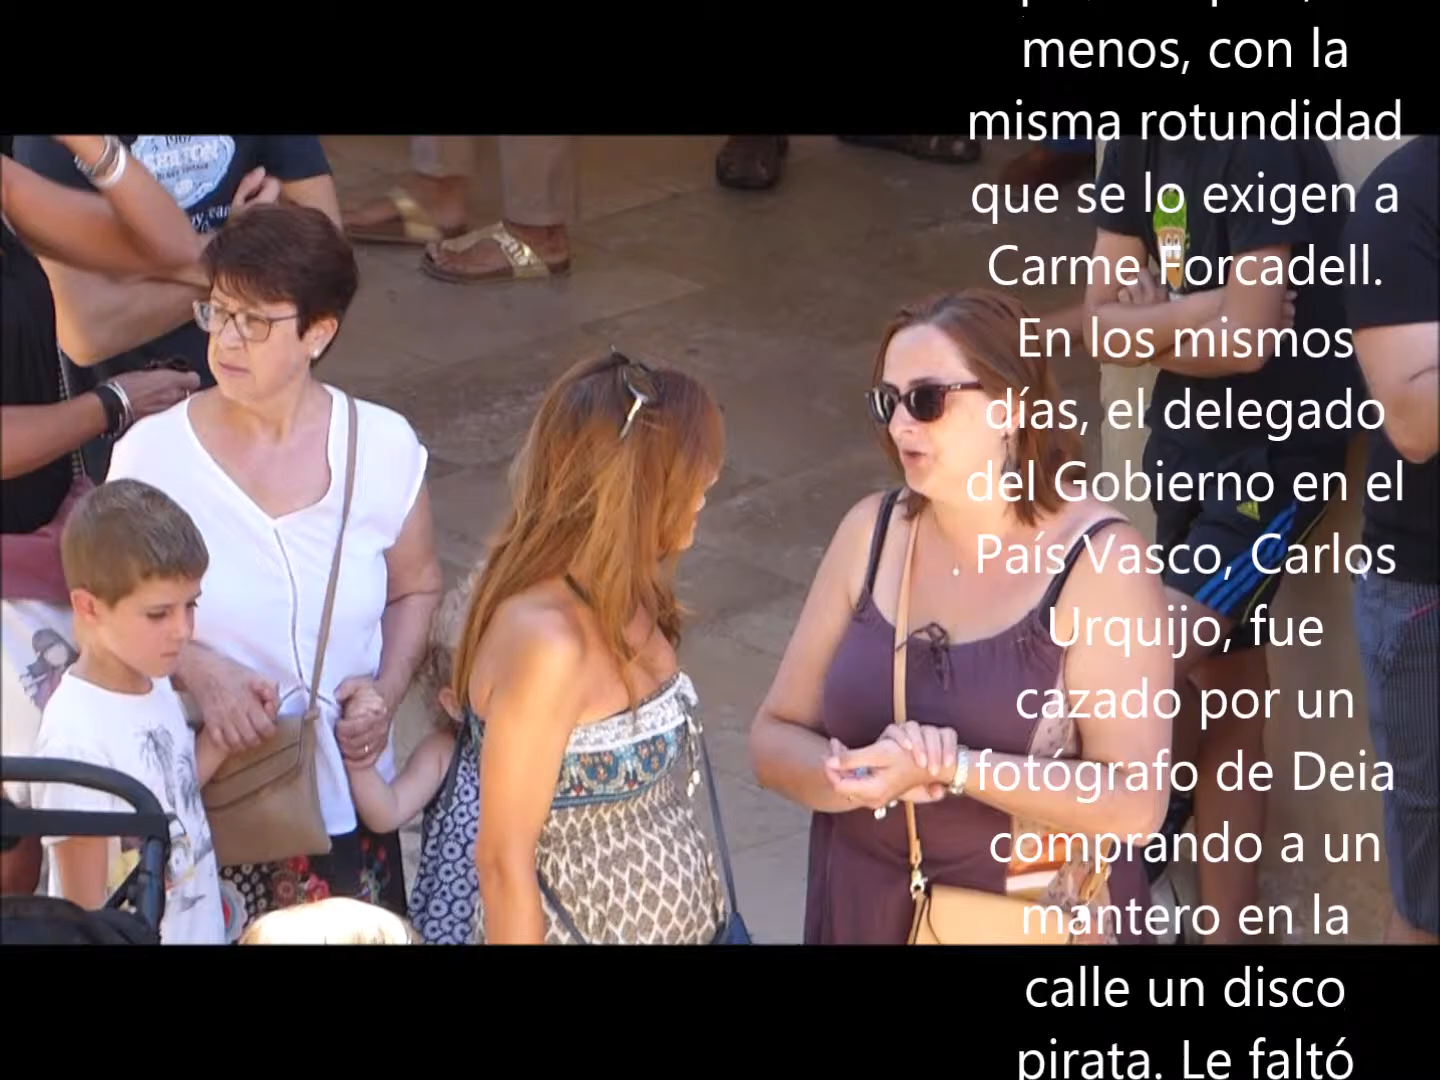 menos, con la
misma rotundidad
que se lo exigen a
Carme Forcadell.
En los mismos
días, el delegado
del Gobierno en el
País Vasco, Carlos
Urquijo, fue
cazado por un
fotógrafo de Deia
comprando a un
mantero en la
calle un disco
pirata. Le faltó
1967